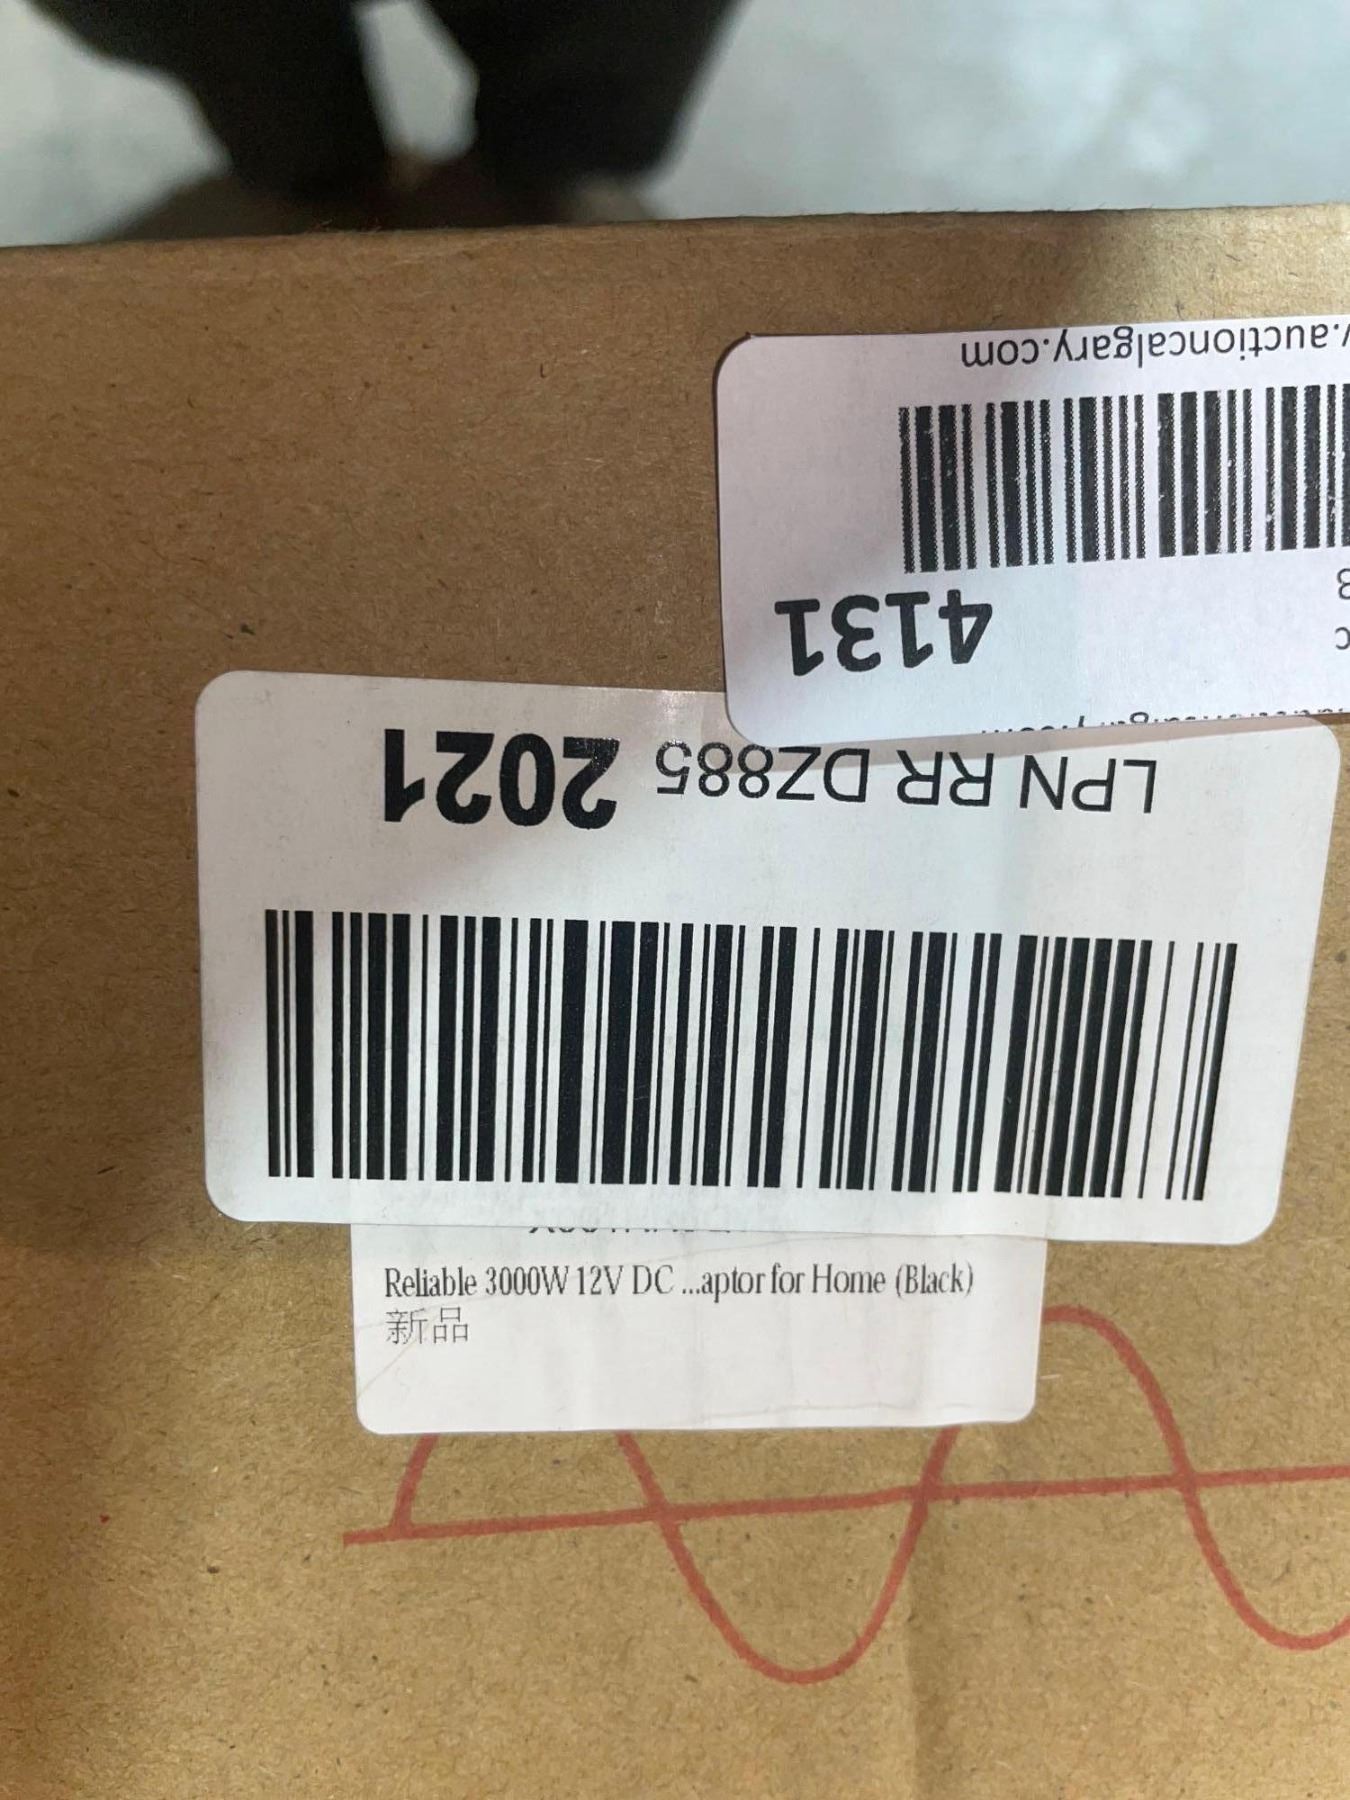 .auctioncalgary.com
4131
LPN RR DZ885 2021
Reliable 3000W 12V DC ...aptor for Home (Black)
新品